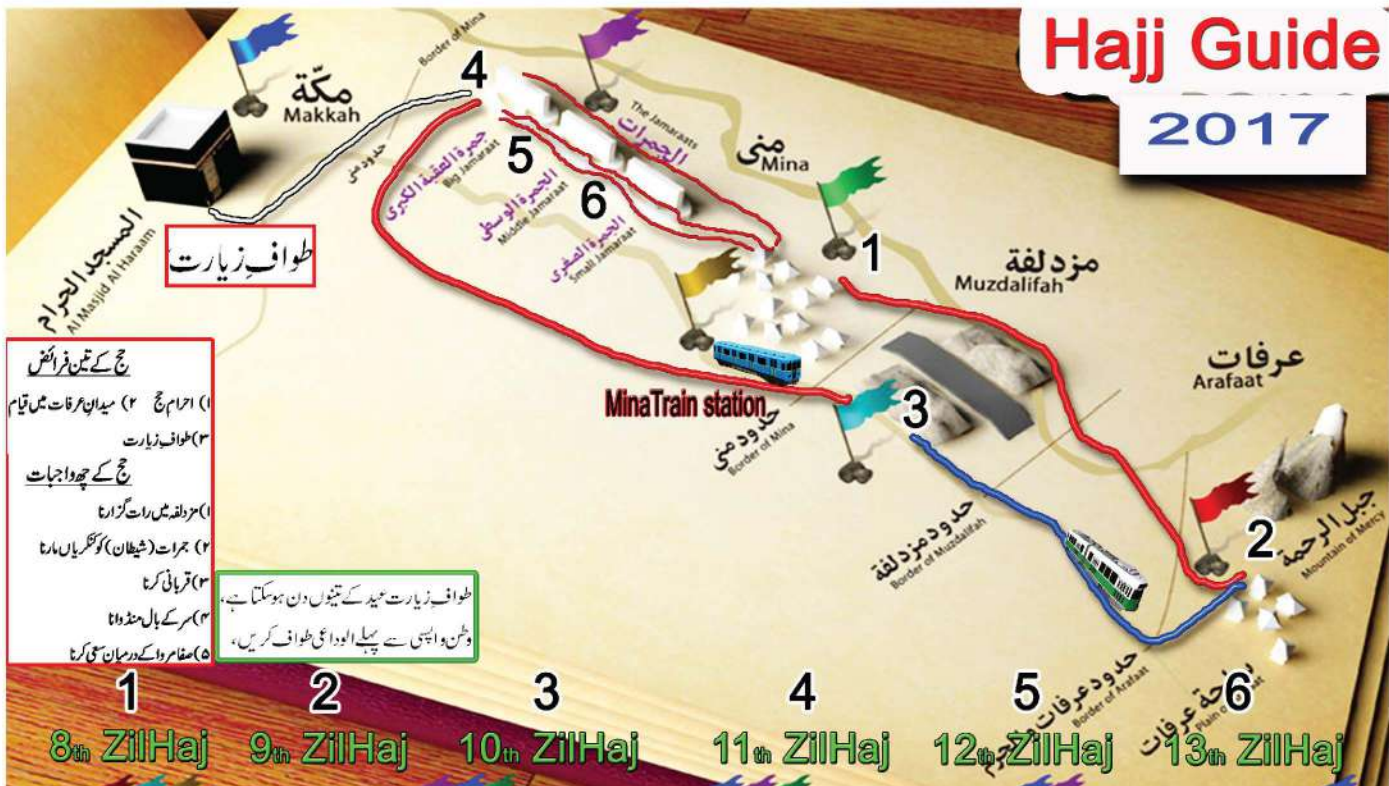 Hajj Guide
2017
مكّة
Makkah
Border of Mina
حدود منى
4
The Jamaraats
الجمرات
منى
Mina
5
جمرة العقبة الكبرى
Big Jamaraat
6
الجمرة الوسطى
Middle Jamaraat
الجمرة الصغرى
Small Jamaraat
المسجد الحرام
Al Masjid Al Haraam
طوافِ زیارت
1
مزدلفة
Muzdalifah
عرفات
Arafaat
MinaTrain station
حدود منى
Border of Mina
3
حدود مزدلفة
Border of Muzdalifah
2
جبل الرحمة
Mountain of Mercy
حج کے تین فرائض
۱) احرام حج ۲) میدانِ عرفات میں قیام
۳) طوافِ زیارت
حج کے چھ واجبات
۱) مزدلفہ میں رات گزارنا
۲) جمرات (شیطان) کو کنکریاں مارنا
۳) قربانی کرنا
۴) سر کے بال منڈوانا
۵) صفا مروا کے درمیان سعی کرنا
طوافِ زیارت عید کے تینوں دن ہو سکتا ہے،
وطن واپسی سے پہلے الوداعی طواف کریں،
حدود عرفات
Border of Arafaat
عرفات
Plain
1 2 3 4 5 6
8th ZilHaj 9th ZilHaj 10th ZilHaj 11th ZilHaj 12th ZilHaj 13th ZilHaj